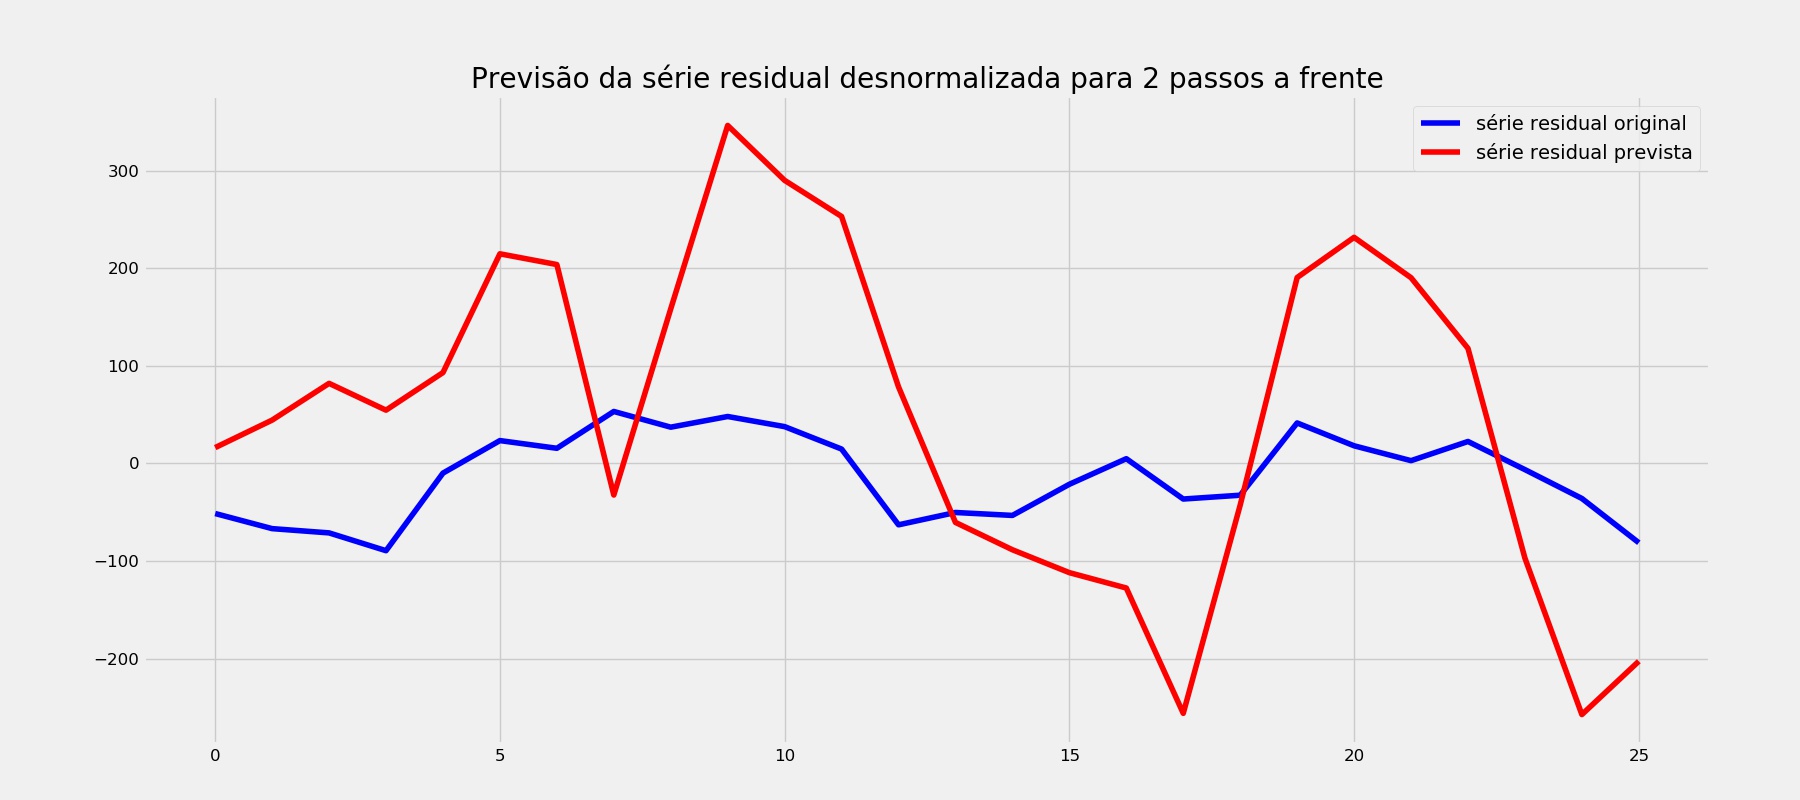 Previsão da série residual desnormalizada para 2 passos a frente
série residual original
série residual prevista
300
200
100
0
−100
−200
0 5 10 15 20 25